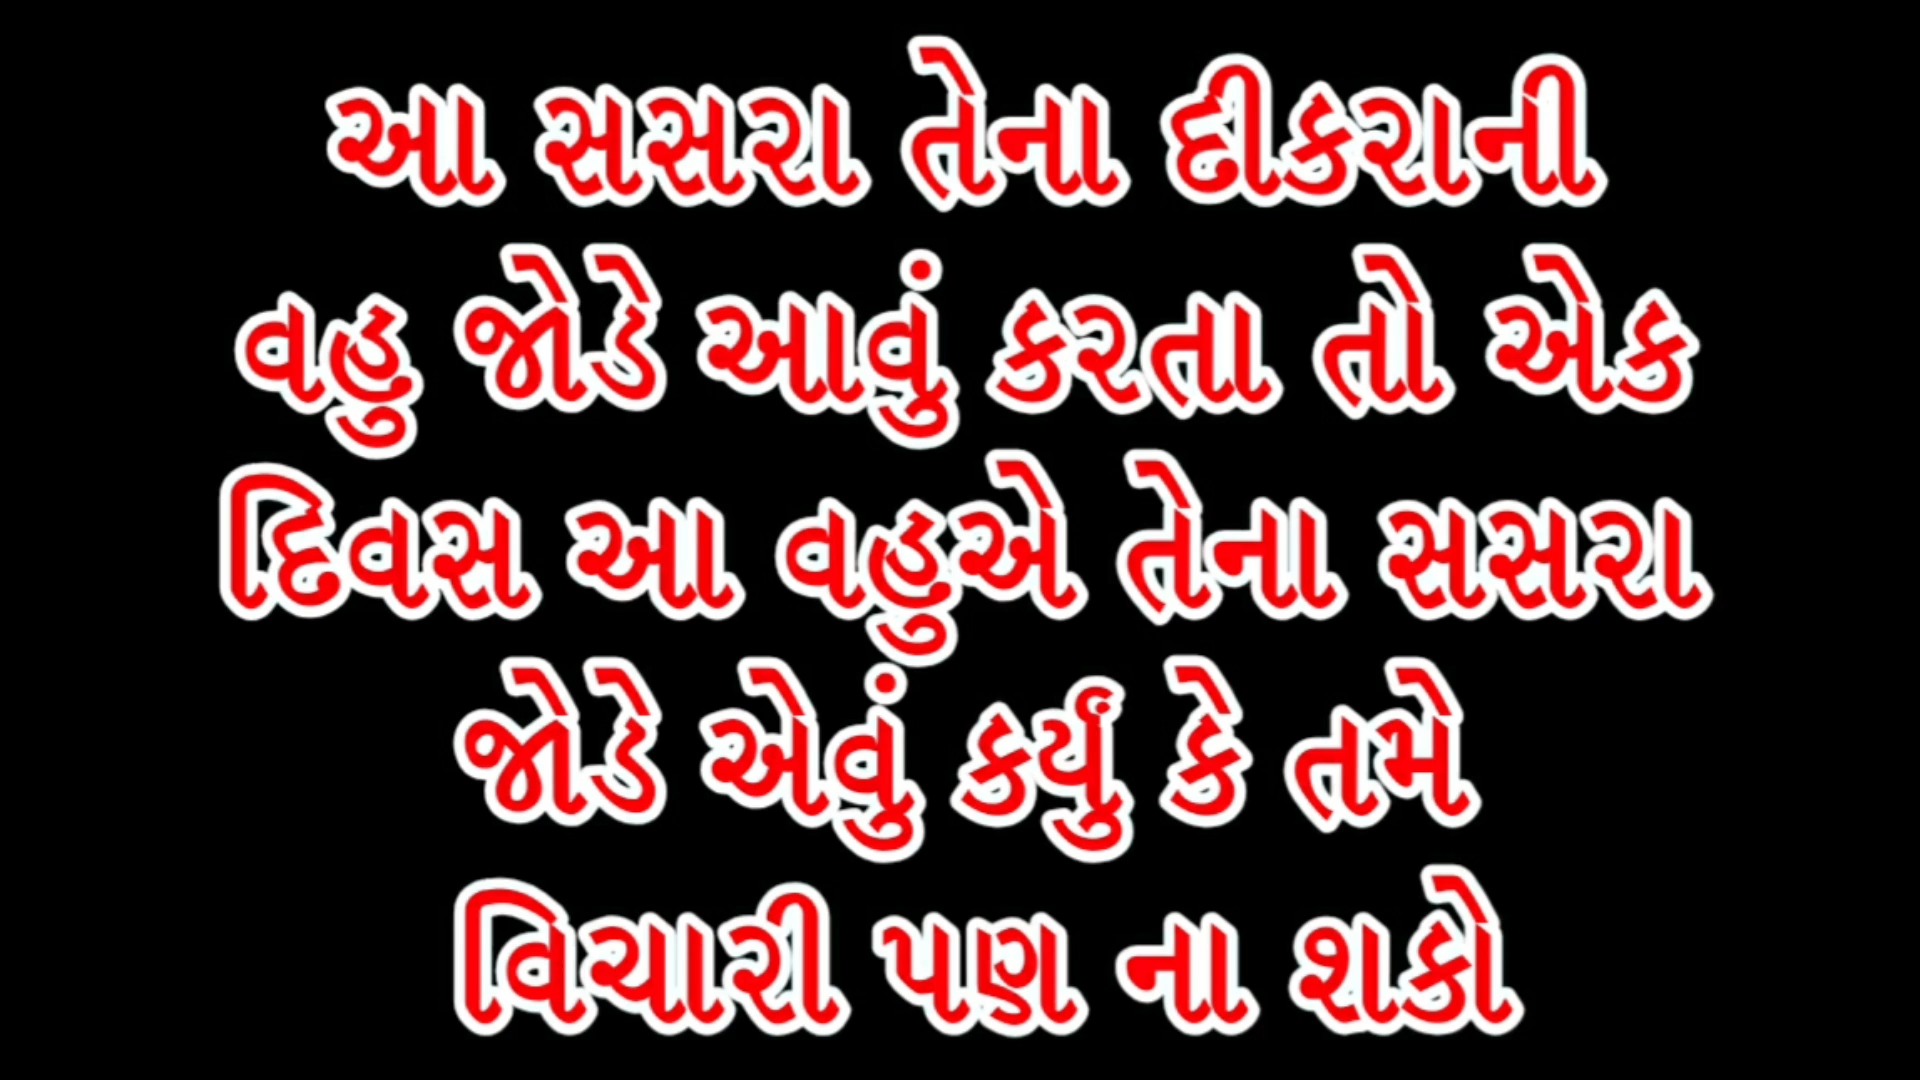 આ સસરા તેના દીકરાની
વહુ જોડે આવું કરતા તો એક
દિવસ આ વહુએ તેના સસરા
જોડે એવું કર્યું કે તમે
વિચારી પણ ના શકો